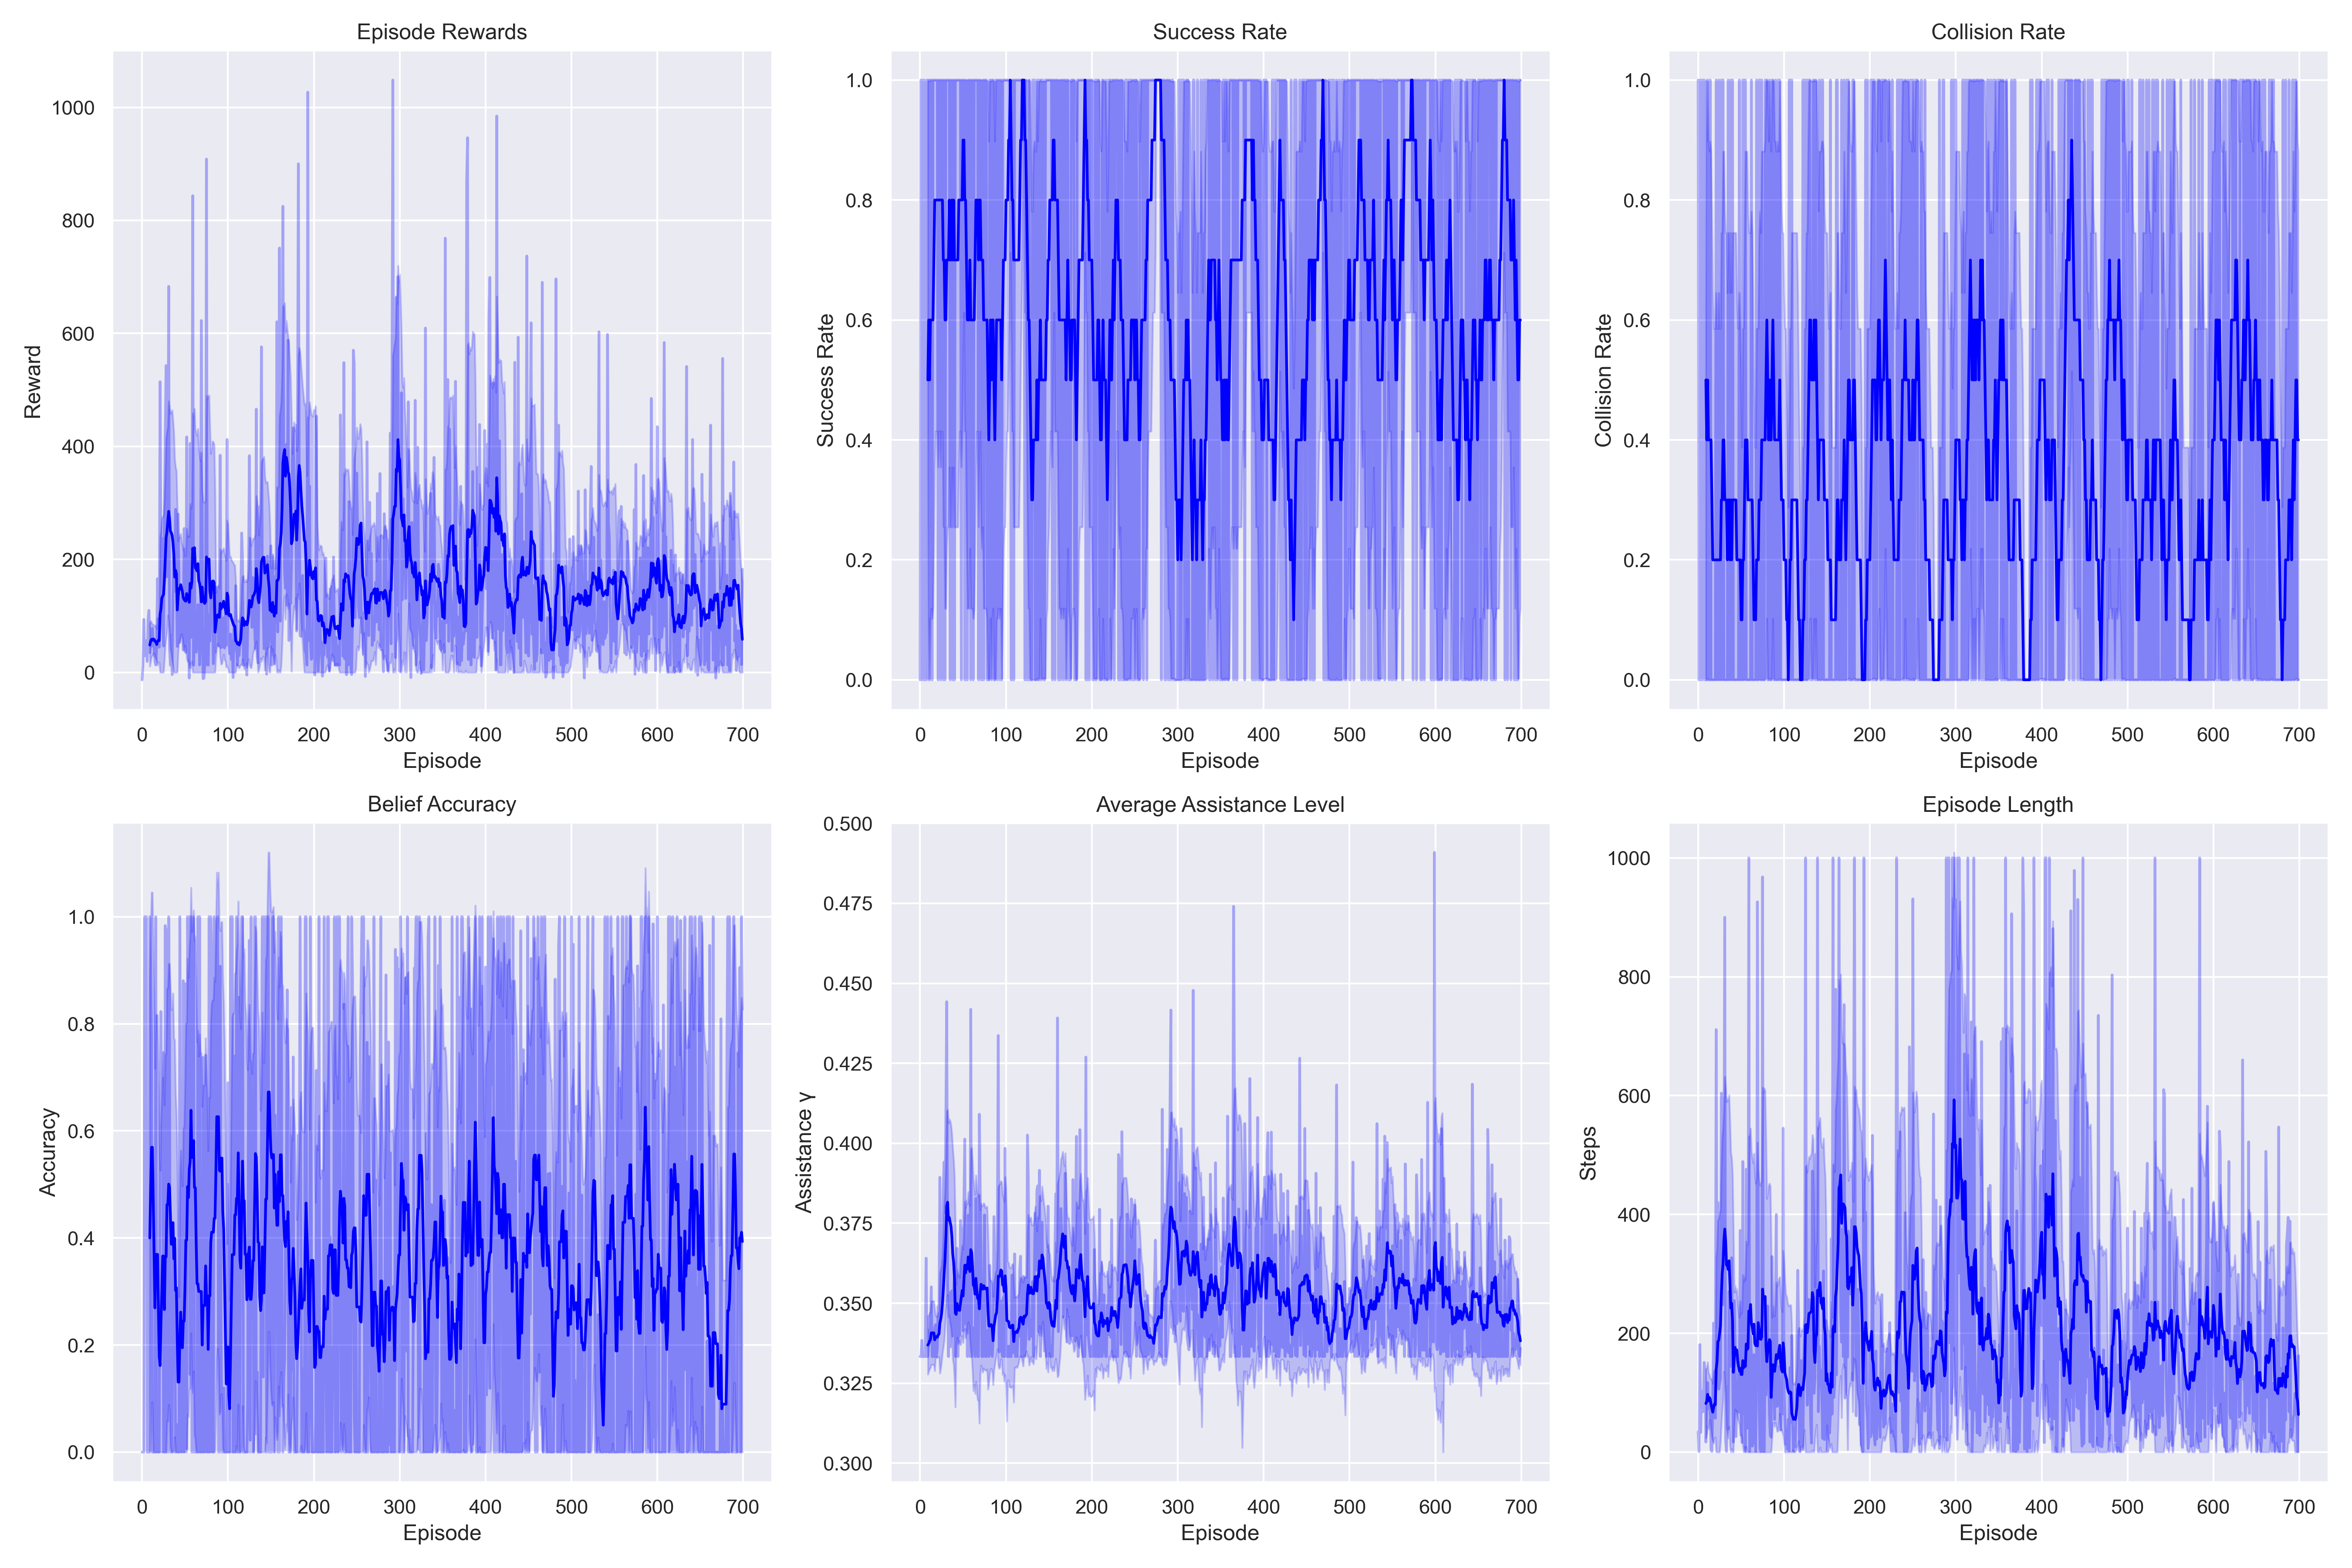 Episode Rewards
Reward
1000
800
600
400
200
0
0 100 200 300 400 500 600 700
Episode
Success Rate
Success Rate
1.0
0.8
0.6
0.4
0.2
0.0
0 100 200 300 400 500 600 700
Episode
Collision Rate
Collision Rate
1.0
0.8
0.6
0.4
0.2
0.0
0 100 200 300 400 500 600 700
Episode
Belief Accuracy
Accuracy
1.0
0.8
0.6
0.4
0.2
0.0
0 100 200 300 400 500 600 700
Episode
Average Assistance Level
Assistance γ
0.500
0.475
0.450
0.425
0.400
0.375
0.350
0.325
0.300
0 100 200 300 400 500 600 700
Episode
Episode Length
Steps
1000
800
600
400
200
0
0 100 200 300 400 500 600 700
Episode